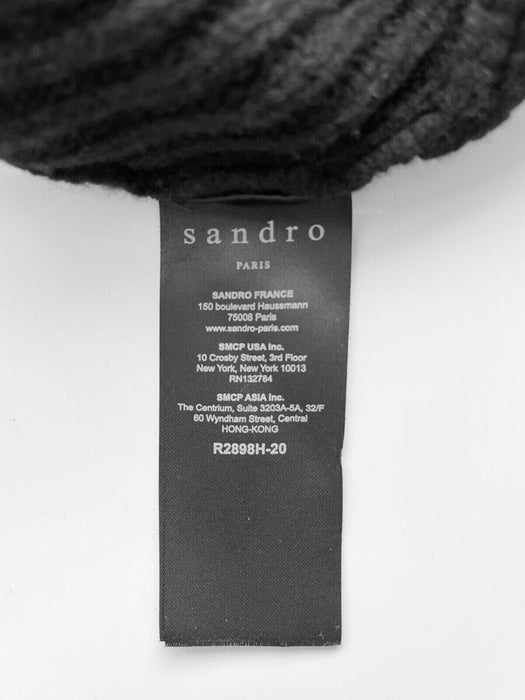 sandro
PARIS
SANDRO FRANCE
150 boulevard Haussmann
75008 Paris
www.sandro-paris.com
SMCP USA Inc.
10 Crosby Street, 3rd Floor
New York, New York 10013
RN132784
SMCP ASIA Inc.
The Centrium, Suite 3203A-5A, 32/F
60 Wyndham Street, Central
HONG-KONG
R2898H-20